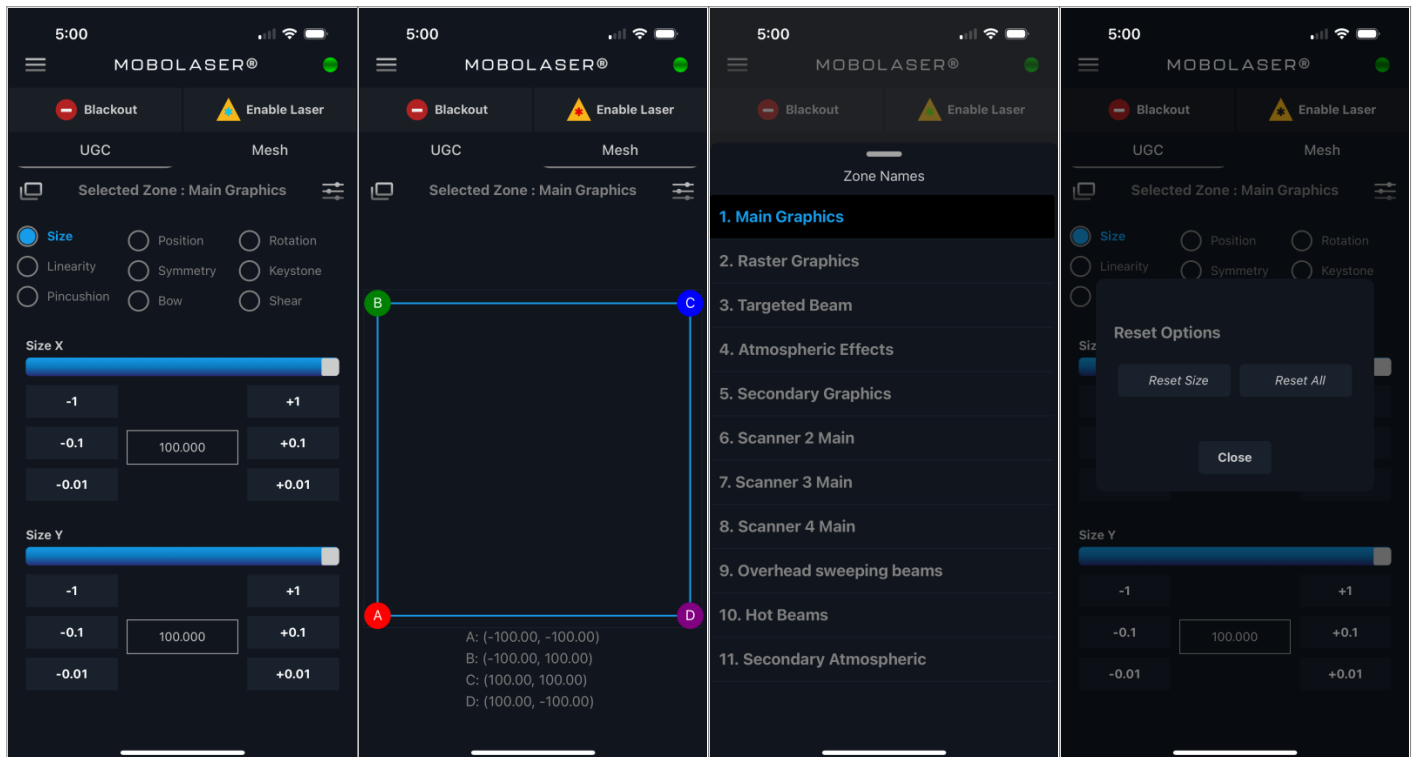 5:00
MOBOLASER®
Blackout Enable Laser
UGC Mesh
Selected Zone : Main Graphics
Size Position Rotation
Linearity Symmetry Keystone
Pincushion Bow Shear
Size X
-1 +1
-0.1 100.000 +0.1
-0.01 +0.01
Size Y
-1 +1
-0.1 100.000 +0.1
-0.01 +0.01
5:00
MOBOLASER®
Blackout Enable Laser
UGC Mesh
Selected Zone : Main Graphics
B C
A D
A: (-100.00, -100.00)
B: (-100.00, 100.00)
C: (100.00, 100.00)
D: (100.00, -100.00)
5:00
MOBOLASER®
Blackout Enable Laser
Zone Names
1. Main Graphics
2. Raster Graphics
3. Targeted Beam
4. Atmospheric Effects
5. Secondary Graphics
6. Scanner 2 Main
7. Scanner 3 Main
8. Scanner 4 Main
9. Overhead sweeping beams
10. Hot Beams
11. Secondary Atmospheric
5:00
MOBOLASER®
Blackout Enable Laser
UGC Mesh
Selected Zone : Main Graphics
Size Position Rotation
Linearity Symmetry Keystone
Reset Options
Siz
Reset Size Reset All
Close
Size Y
-1 +1
-0.1 100.000 +0.1
-0.01 +0.01